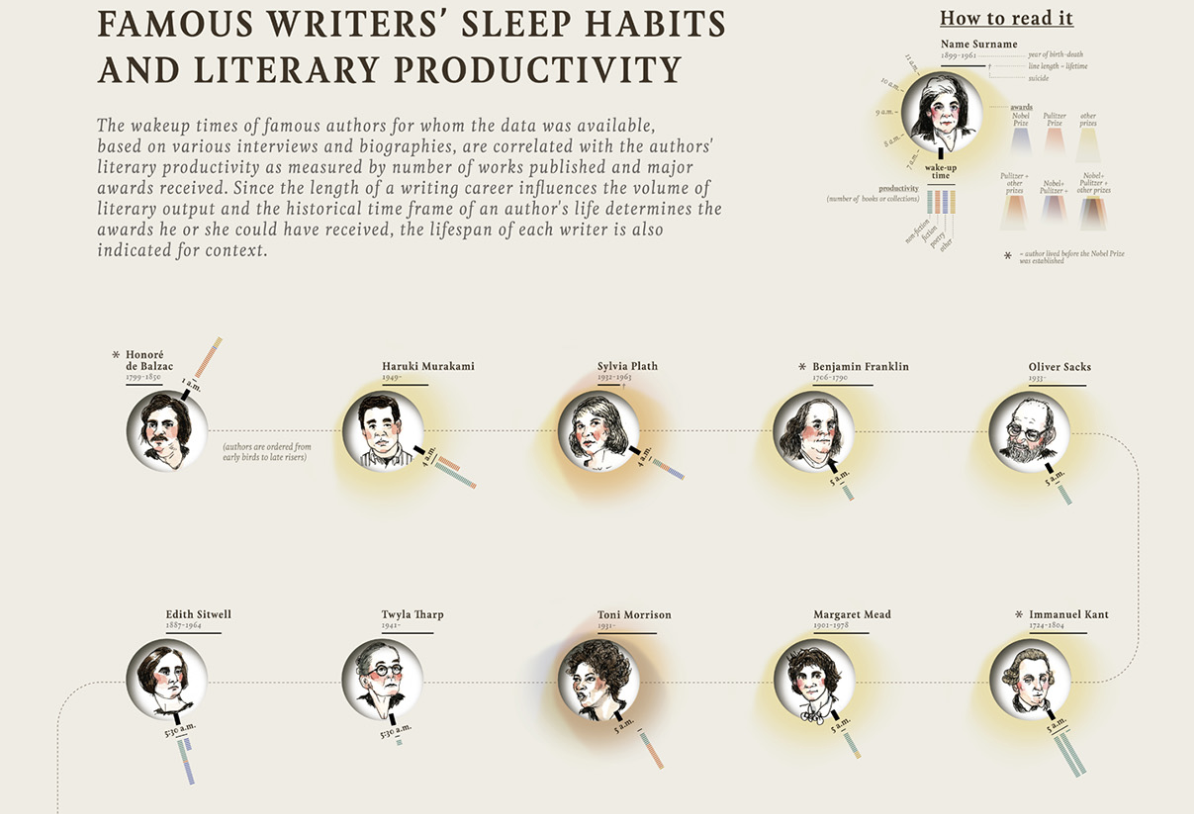 FAMOUS WRITERS' SLEEP HABITS
AND LITERARY PRODUCTIVITY
The wakeup times of famous authors for whom the data was available,
based on various interviews and biographies, are correlated with the authors'
literary productivity as measured by number of works published and major
awards received. Since the length of a writing career influences the volume of
literary output and the historical time frame of an author's life determines the
awards he or she could have received, the lifespan of each writer is also
indicated for context.
How to read it
Name Surname
1899-1961
year of birth-death
line length = lifetime
suicide
11 a.m.
10 a.m.
9 a.m.
8 a.m.
7 a.m.
wake-up
time
productivity
(number of books or collections)
non-fiction
fiction
poetry
other
awards
Nobel
Prize
Pulitzer
Prize
other
prizes
Pulitzer +
other
prizes
Nobel+
Pulitzer +
Nobel+
Pulitzer +
other prizes
* = author lived before the Nobel Prize
was established
* Honoré
de Balzac
1799-1850
1 a.m.
(authors are ordered from
early birds to late risers)
Haruki Murakami
1949-
4 a.m.
Sylvia Plath
1932-1963
4 a.m.
* Benjamin Franklin
1706-1790
5 a.m.
Oliver Sacks
1933-
5 a.m.
Edith Sitwell
1887-1964
5:30 a.m.
Twyla Tharp
1941-
5:30 a.m.
Toni Morrison
1931-
5 a.m.
Margaret Mead
1901-1978
5 a.m.
* Immanuel Kant
1724-1804
5 a.m.